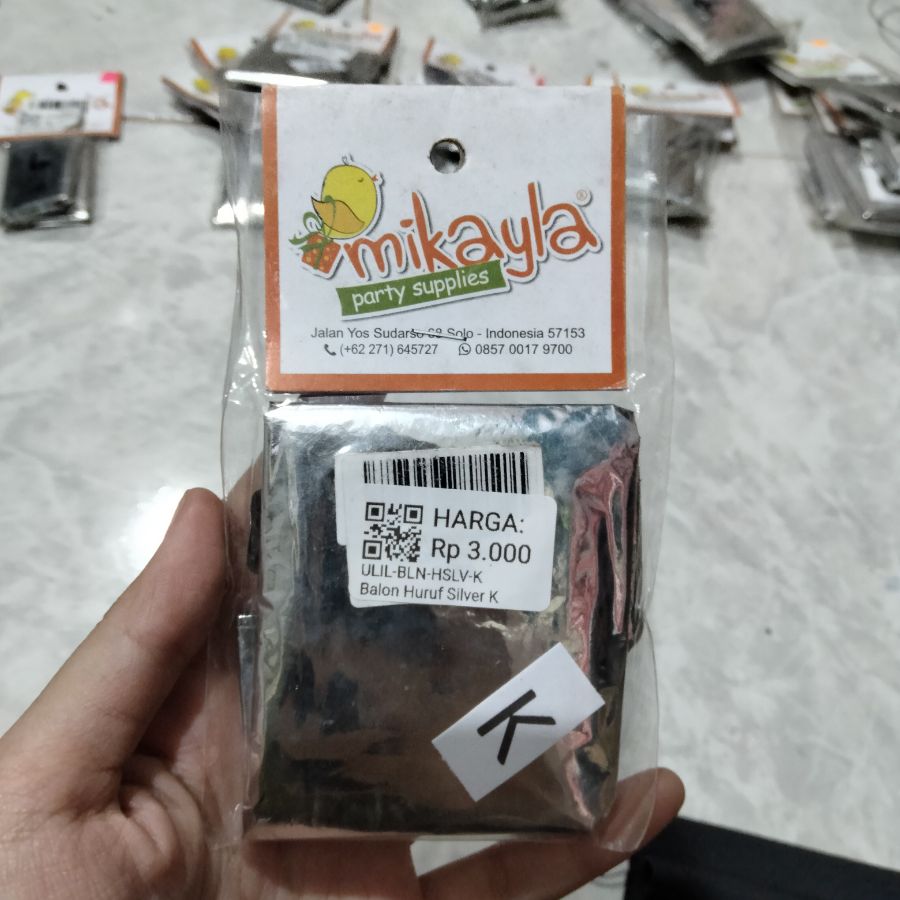 mikayla®
party supplies
Jalan Yos Sudarso 62 Solo - Indonesia 57153
(+62 271) 645727 0857 0017 9700
HARGA:
Rp 3.000
ULIL-BLN-HSLV-K
Balon Huruf Silver K
K